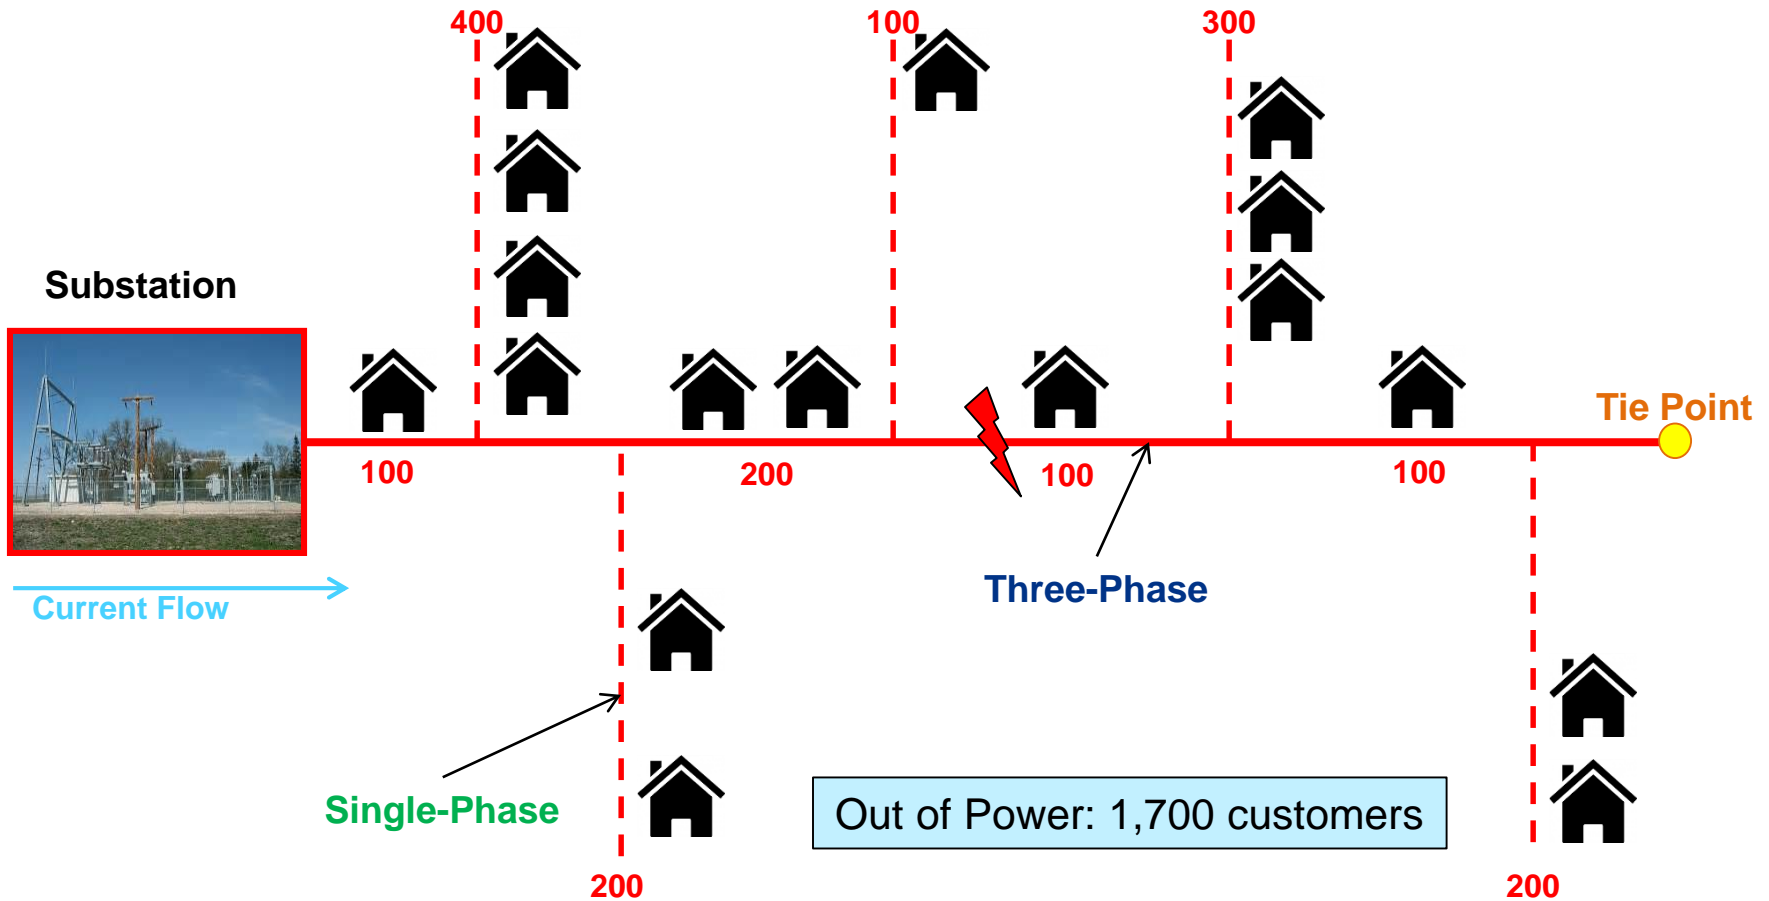 400
100
300
Substation
Tie Point
100
200
100
100
Current Flow
Three-Phase
Single-Phase
Out of Power: 1,700 customers
200
200